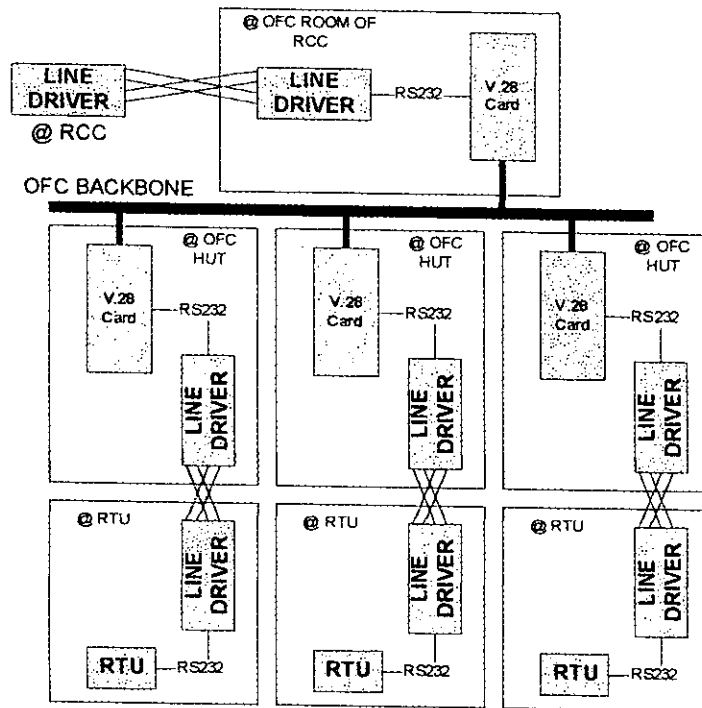 @ OFC ROOM OF
RCC
LINE
DRIVER
@ RCC
LINE
DRIVER
RS232
V.28
Card
OFC BACKBONE
@ OFC
HUT
V.28
Card
RS232
LINE
DRIVER
@ OFC
HUT
V.28
Card
RS232
LINE
DRIVER
@ OFC
HUT
V.28
Card
RS232
LINE
DRIVER
@ RTU
LINE
DRIVER
RTU
RS232
@ RTU
LINE
DRIVER
RTU
RS232
@ RTU
LINE
DRIVER
RTU
RS232